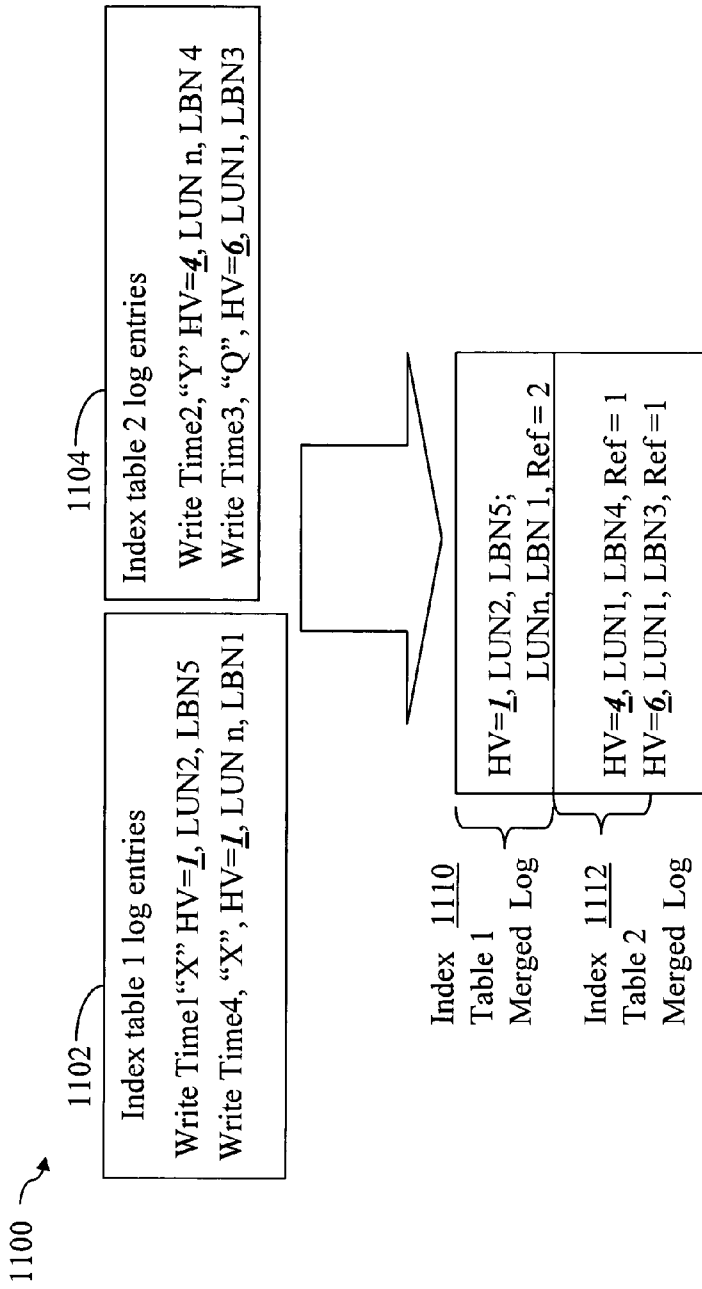 1100
1102
Index table 1 log entries
Write Time1“X” HV=1, LUN2, LBN5
Write Time4, “X”, HV=1, LUN n, LBN1
1104
Index table 2 log entries
Write Time2,“Y” HV=4, LUN n, LBN 4
Write Time3, “Q”, HV=6, LUN1, LBN3
Index 1110
Table 1
Merged Log
HV=1, LUN2, LBN5;
LUNn, LBN 1, Ref = 2
Index 1112
Table 2
Merged Log
HV=4, LUN1, LBN4, Ref = 1
HV=6, LUN1, LBN3, Ref =1